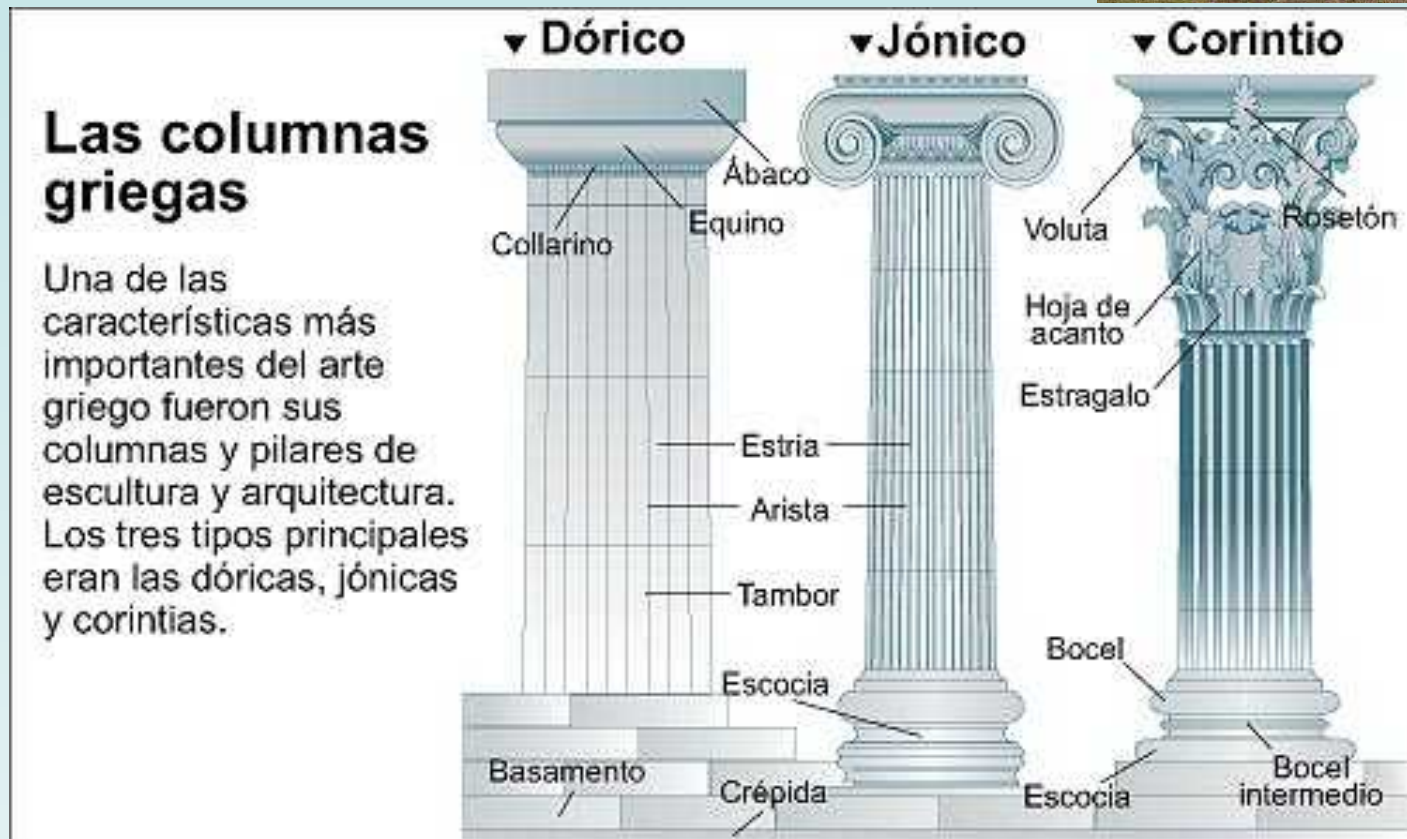 ▼ Dórico
▼ Jónico
▼ Corintio
Las columnas
griegas
Una de las
características más
importantes del arte
griego fueron sus
columnas y pilares de
escultura y arquitectura.
Los tres tipos principales
eran las dóricas, jónicas
y corintias.
Ábaco
Equino
Collarino
Voluta
Rosetón
Hoja de
acanto
Estragalo
Estria
Arista
Tambor
Escocia
Bocel
Basamento
Crépida
Escocia
Bocel
intermedio